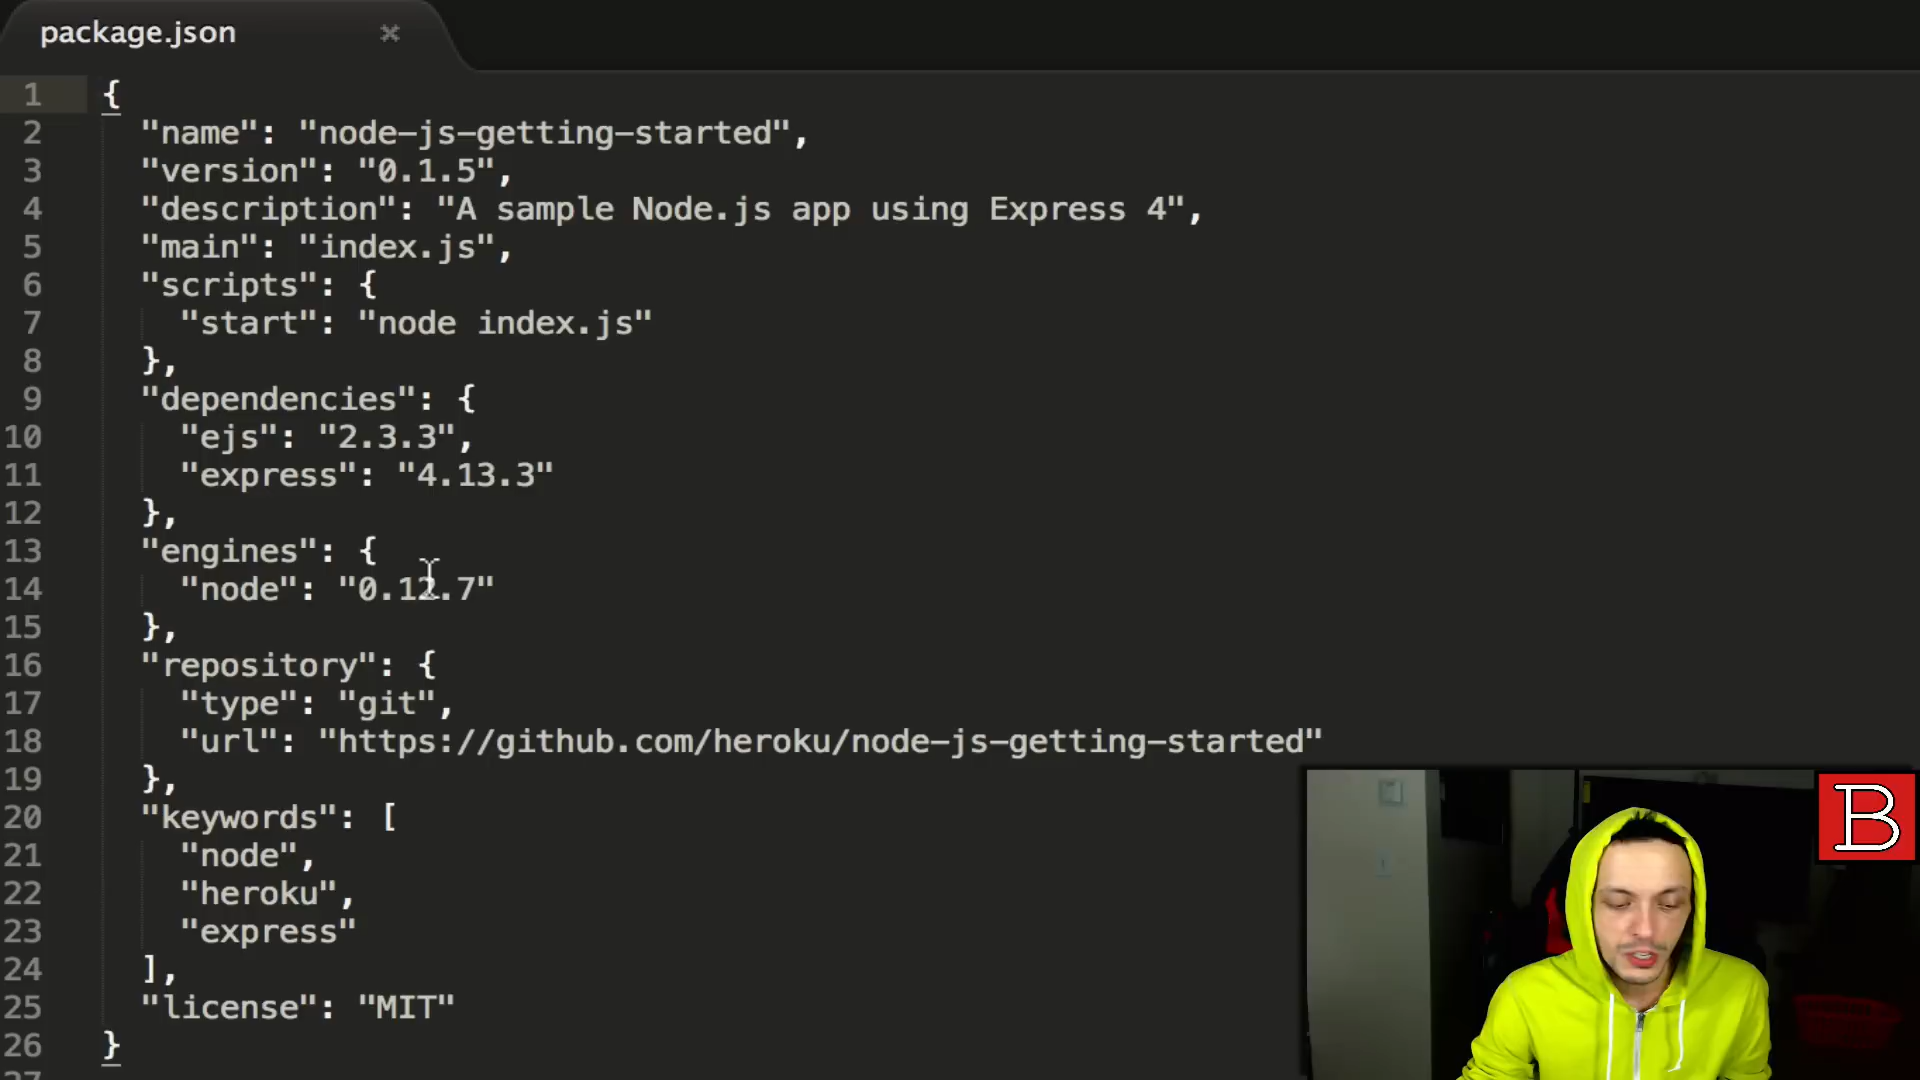 package.json ×
1 {
2 "name": "node-js-getting-started",
3 "version": "0.1.5",
4 "description": "A sample Node.js app using Express 4",
5 "main": "index.js",
6 "scripts": {
7 "start": "node index.js"
8 },
9 "dependencies": {
10 "ejs": "2.3.3",
11 "express": "4.13.3"
12 },
13 "engines": {
14 "node": "0.12.7"
15 },
16 "repository": {
17 "type": "git",
18 "url": "https://github.com/heroku/node-js-getting-started"
19 },
20 "keywords": [
21 "node",
22 "heroku",
23 "express"
24 ],
25 "license": "MIT"
26 }
27
B